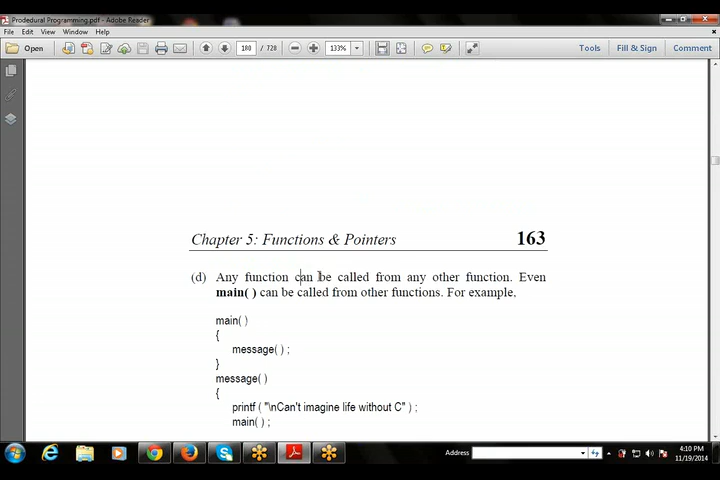 Prodedural Programming.pdf - Adobe Reader
File Edit View Window Help
Open 180 / 728 133% Tools Fill & Sign Comment
Chapter 5: Functions & Pointers 163
(d) Any function can be called from any other function. Even
main( ) can be called from other functions. For example,
main( )
{
message( ) ;
}
message( )
{
printf ( "\nCan't imagine life without C" ) ;
main( ) ;
Address
4:10 PM
11/19/2014